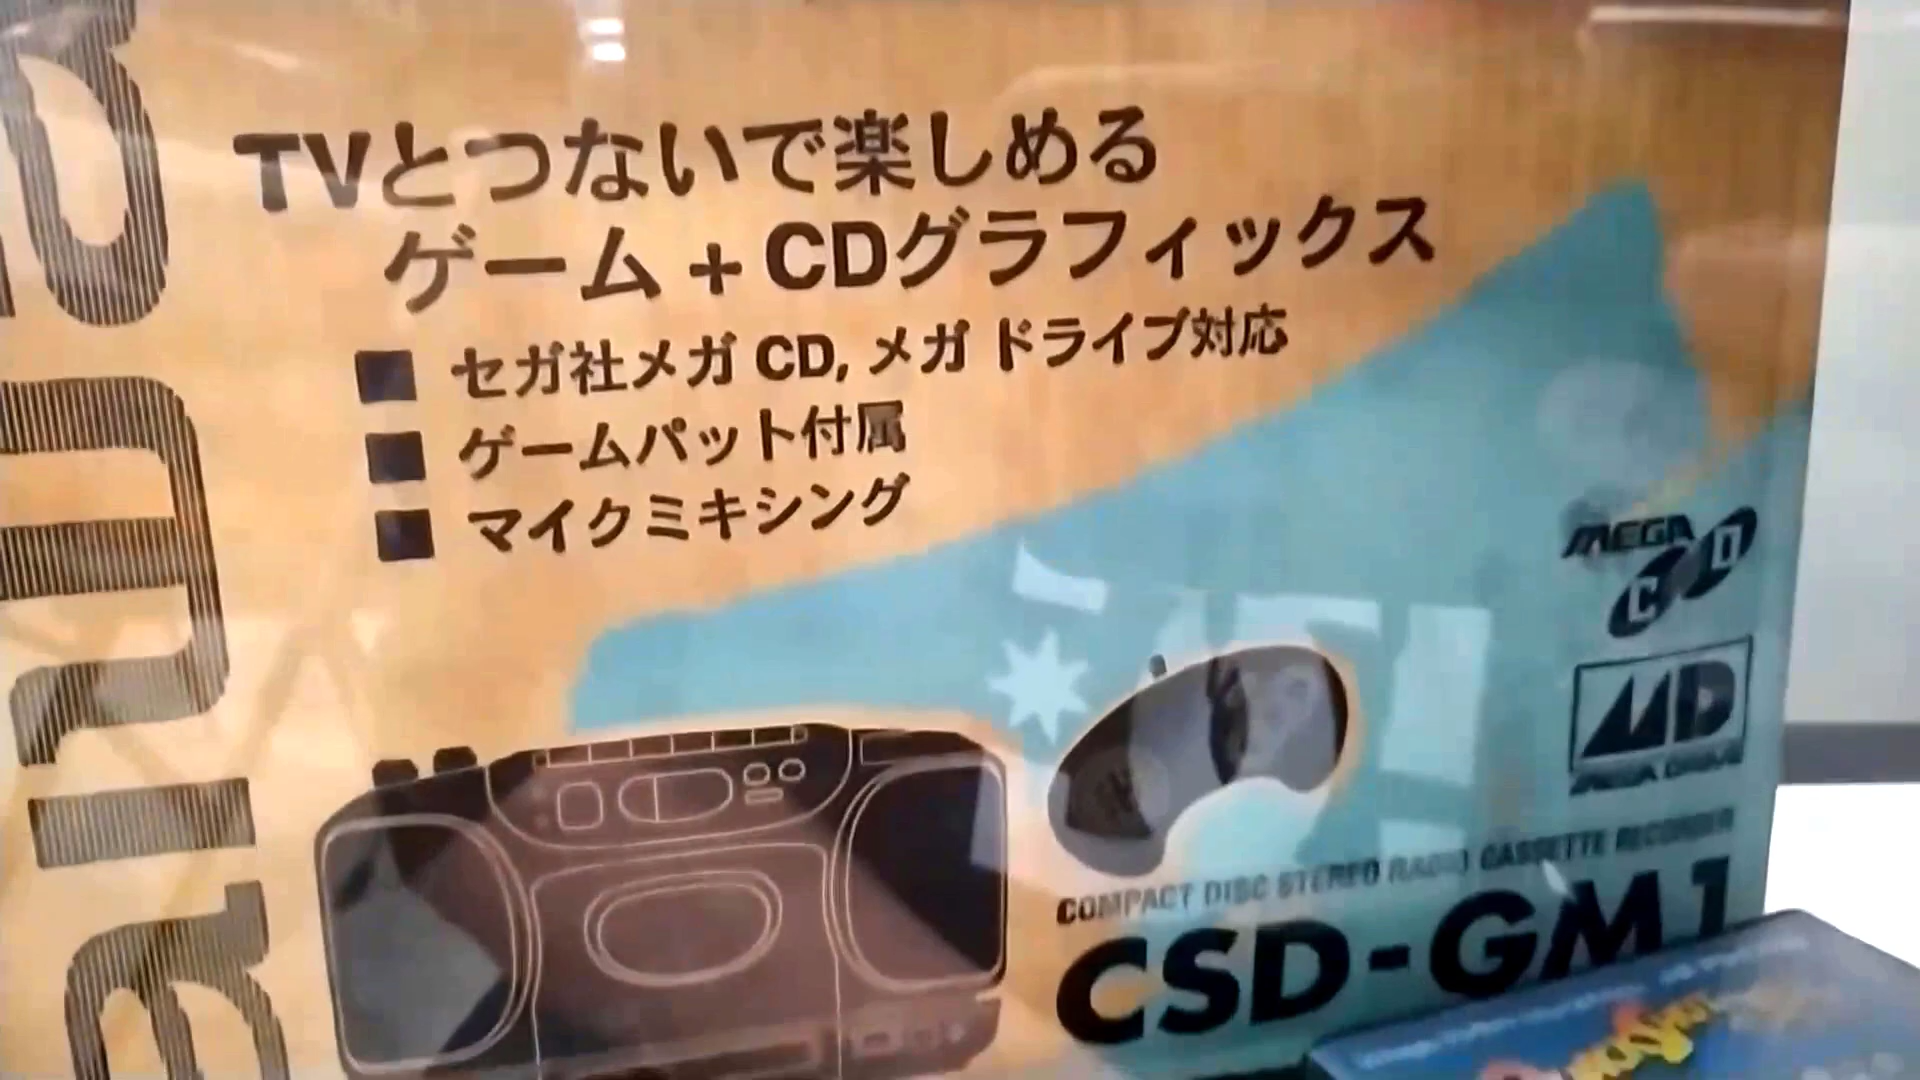 TVとつないで楽しめる
ゲーム + CDグラフィックス
■ セガ社メガ CD, メガ ドライブ対応
■ ゲームパット付属
■ マイクミキシング
MEGA
CD
MD
MEGA DRIVE
COMPACT DISC STEREO RADIO CASSETTE RECORDER
CSD-GM1